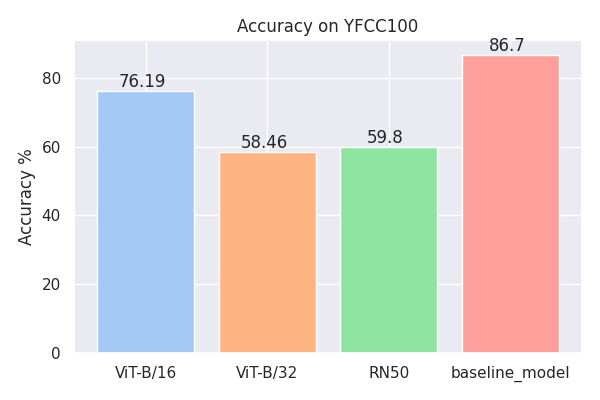 Accuracy on YFCC100
Accuracy %
80
60
40
20
0
76.19
58.46
59.8
86.7
ViT-B/16
ViT-B/32
RN50
baseline_model